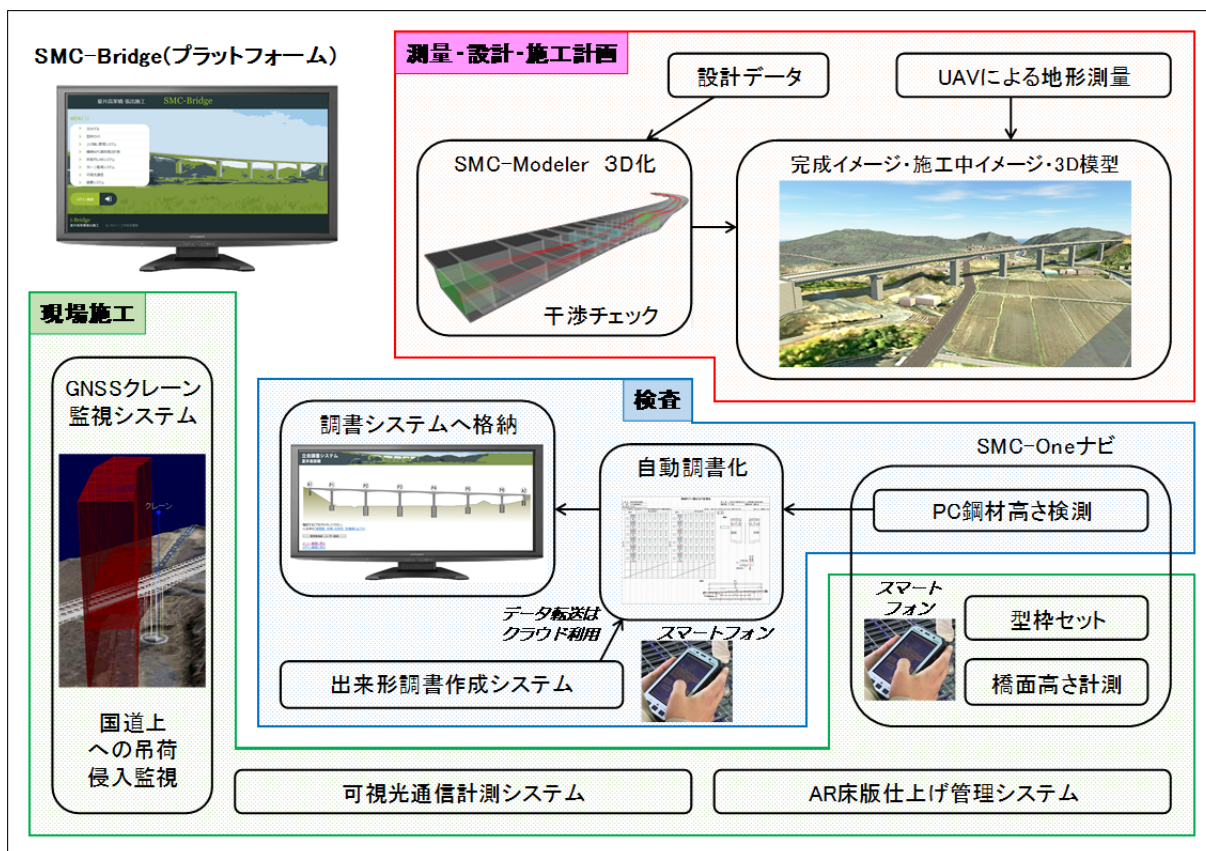 SMC-Bridge(プラットフォーム)
SMC-Bridge
測量・設計・施工計画
設計データ
UAVによる地形測量
SMC-Modeler 3D化
干渉チェック
完成イメージ・施工中イメージ・3D模型
現場施工
GNSSクレーン
監視システム
クレーン
国道上
への吊荷
侵入監視
検査
調書システムへ格納
自動調書化
SMC-Oneナビ
PC鋼材高さ検測
データ転送は
クラウド利用
スマートフォン
出来形調書作成システム
スマート
フォン
型枠セット
橋面高さ計測
可視光通信計測システム
AR床版仕上げ管理システム